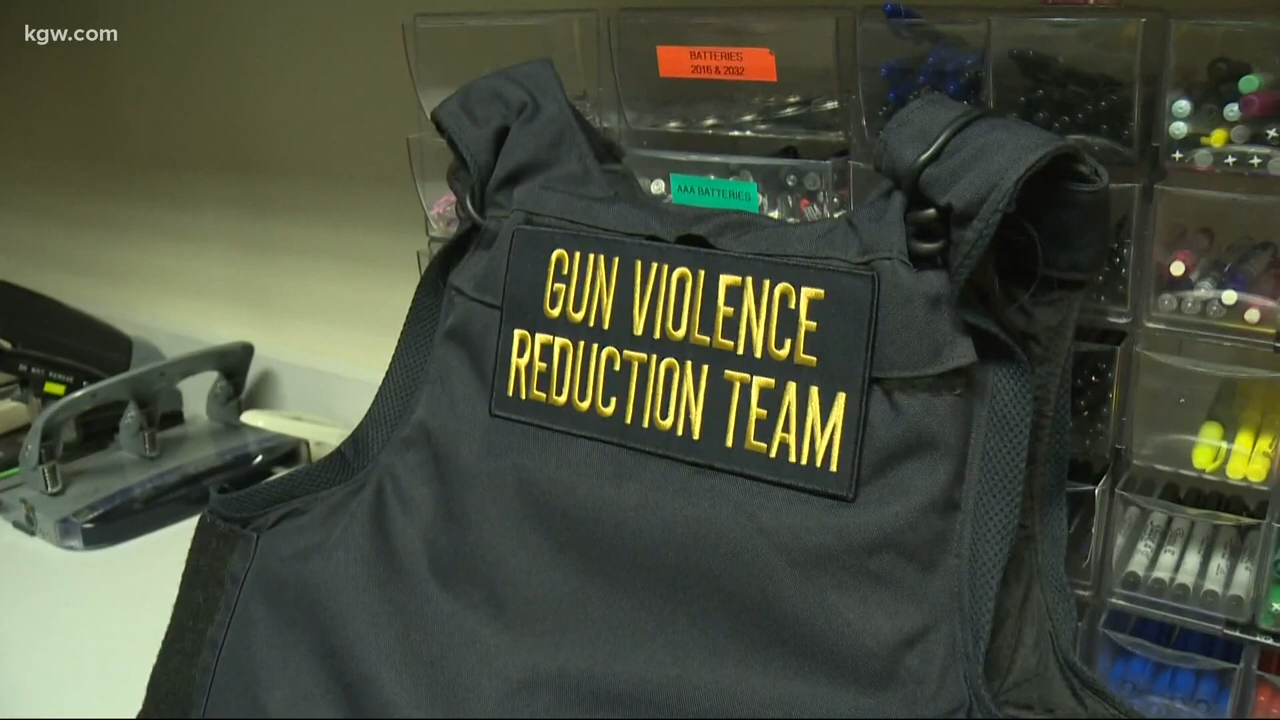 kgw.com
BATTERIES
2016 & 2032
AAA BATTERIES
GUN VIOLENCE
REDUCTION TEAM